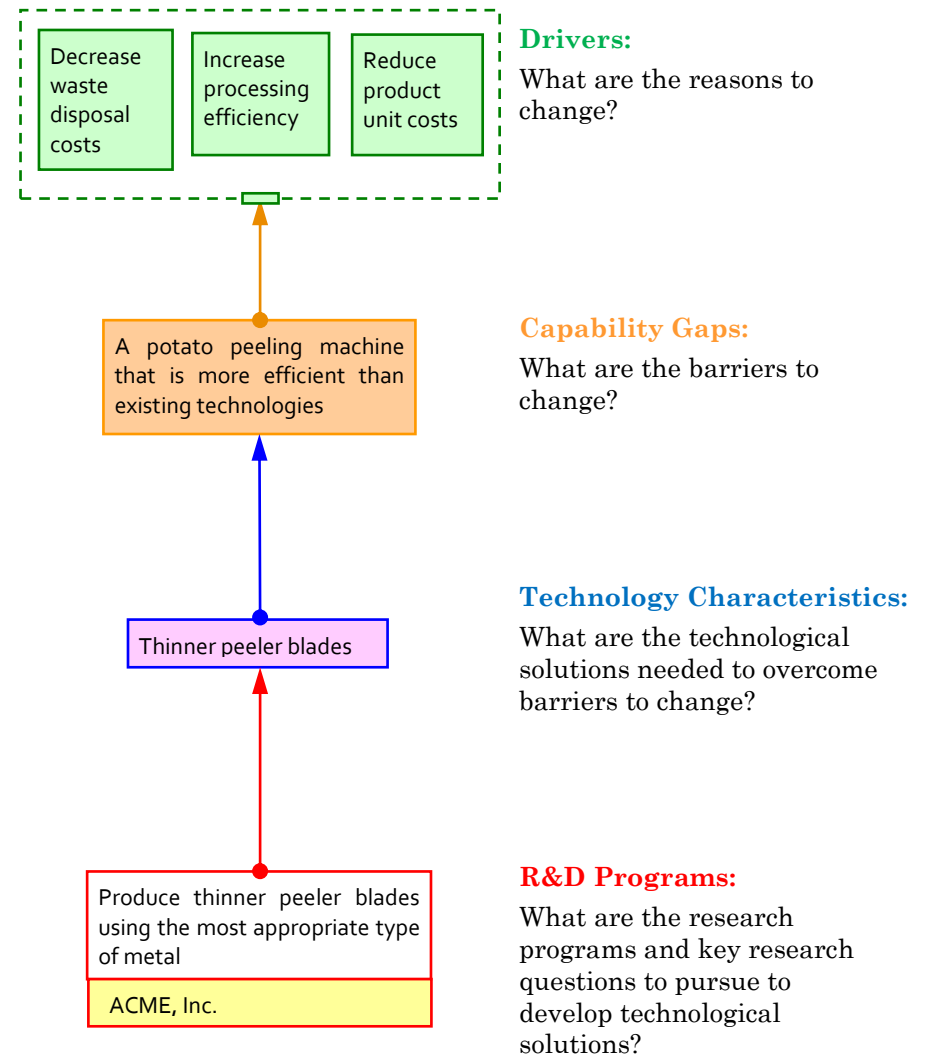 Decrease
waste
disposal
costs
Increase
processing
efficiency
Reduce
product
unit costs
Drivers:
What are the reasons to
change?
A potato peeling machine
that is more efficient than
existing technologies
Capability Gaps:
What are the barriers to
change?
Thinner peeler blades
Technology Characteristics:
What are the technological
solutions needed to overcome
barriers to change?
Produce thinner peeler blades
using the most appropriate type
of metal
ACME, Inc.
R&D Programs:
What are the research
programs and key research
questions to pursue to
develop technological
solutions?